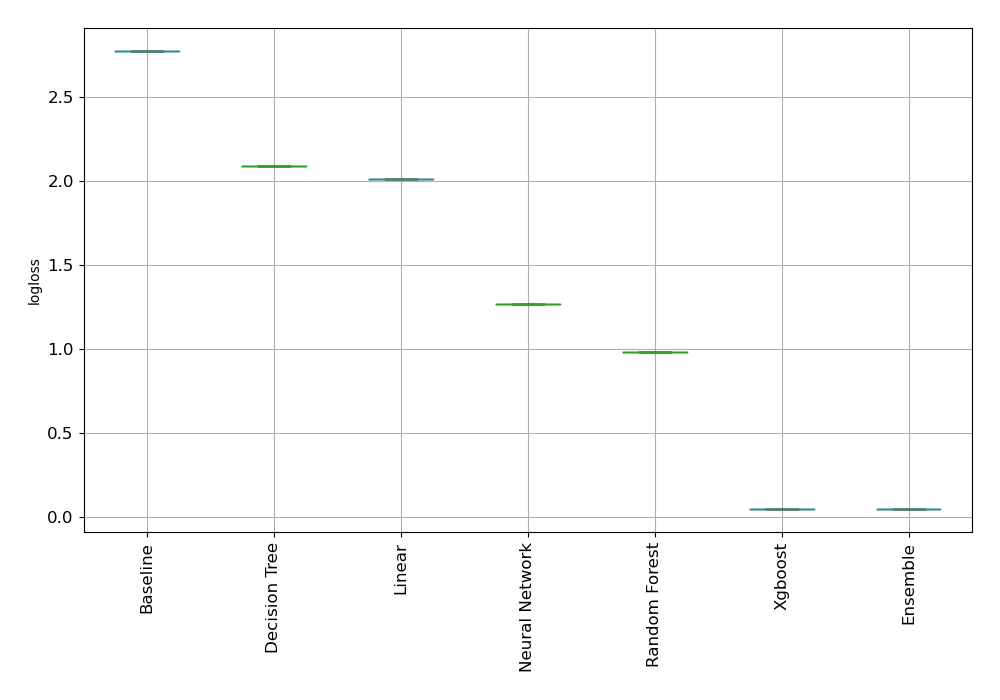 logloss
2.5
2.0
1.5
1.0
0.5
0.0
Baseline
Decision Tree
Linear
Neural Network
Random Forest
Xgboost
Ensemble